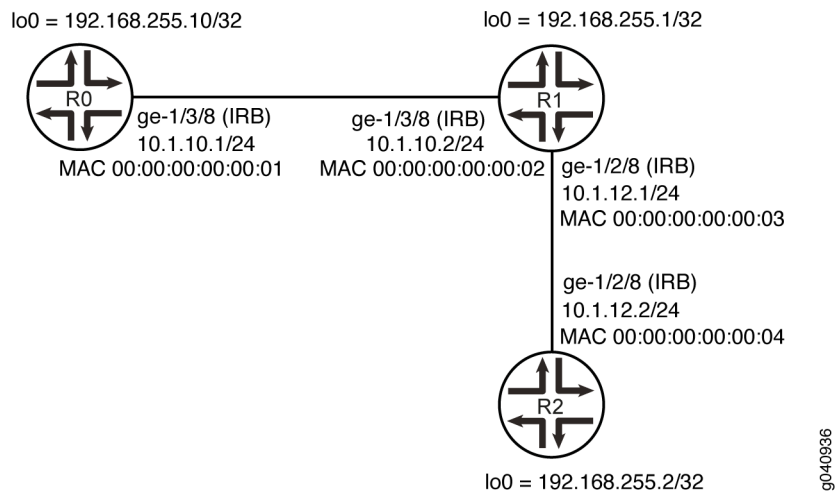 lo0 = 192.168.255.10/32
lo0 = 192.168.255.1/32
R0
R1
ge-1/3/8 (IRB)
10.1.10.1/24
MAC 00:00:00:00:00:01
ge-1/3/8 (IRB)
10.1.10.2/24
MAC 00:00:00:00:00:02
ge-1/2/8 (IRB)
10.1.12.1/24
MAC 00:00:00:00:00:03
ge-1/2/8 (IRB)
10.1.12.2/24
MAC 00:00:00:00:00:04
R2
lo0 = 192.168.255.2/32
g040936